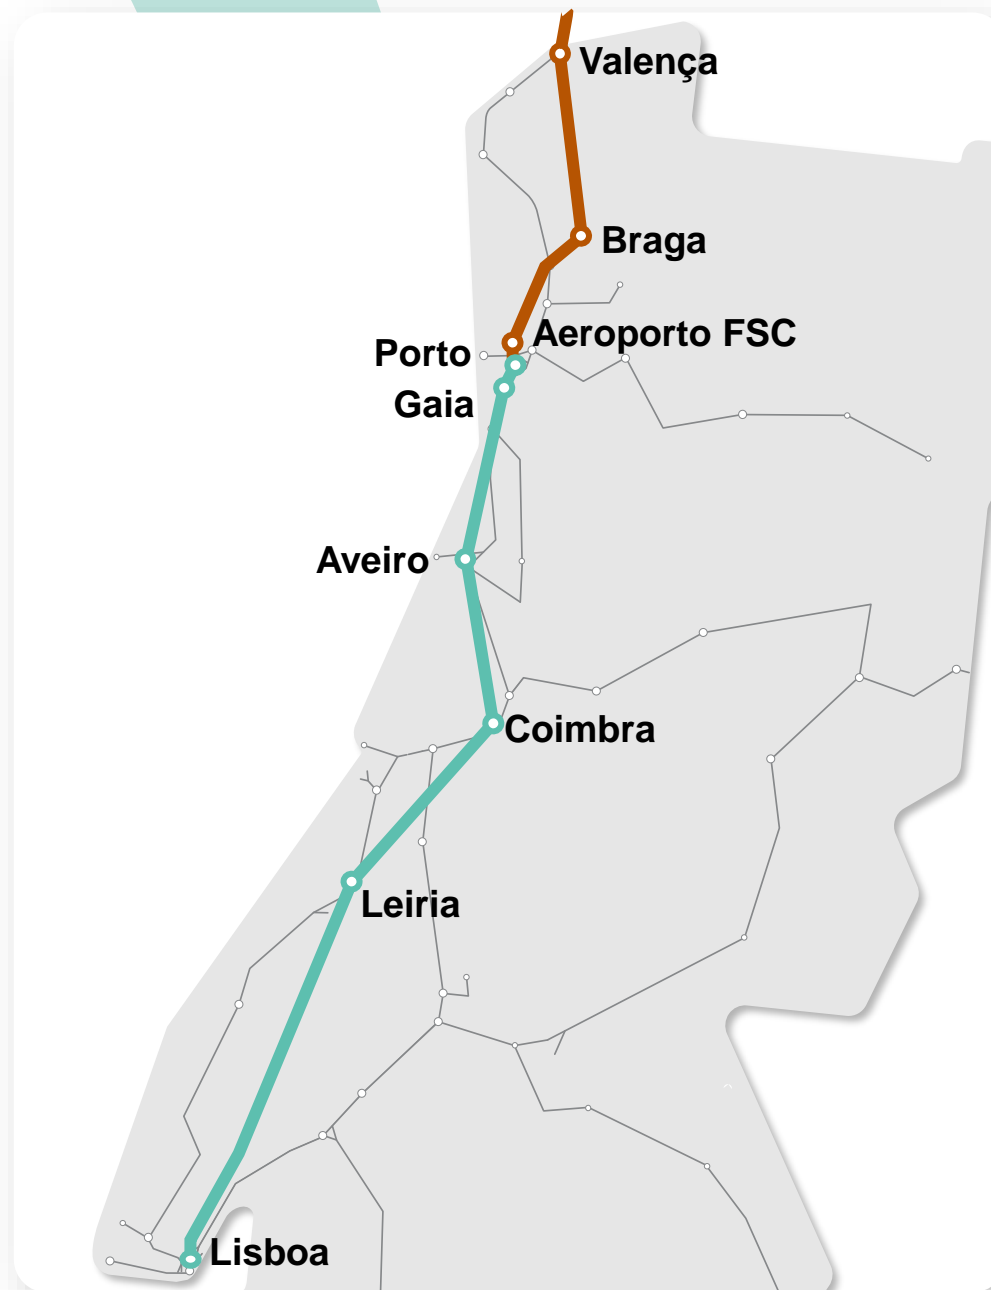 Valença
Braga
Aeroporto FSC
Porto
Gaia
Aveiro
Coimbra
Leiria
Lisboa